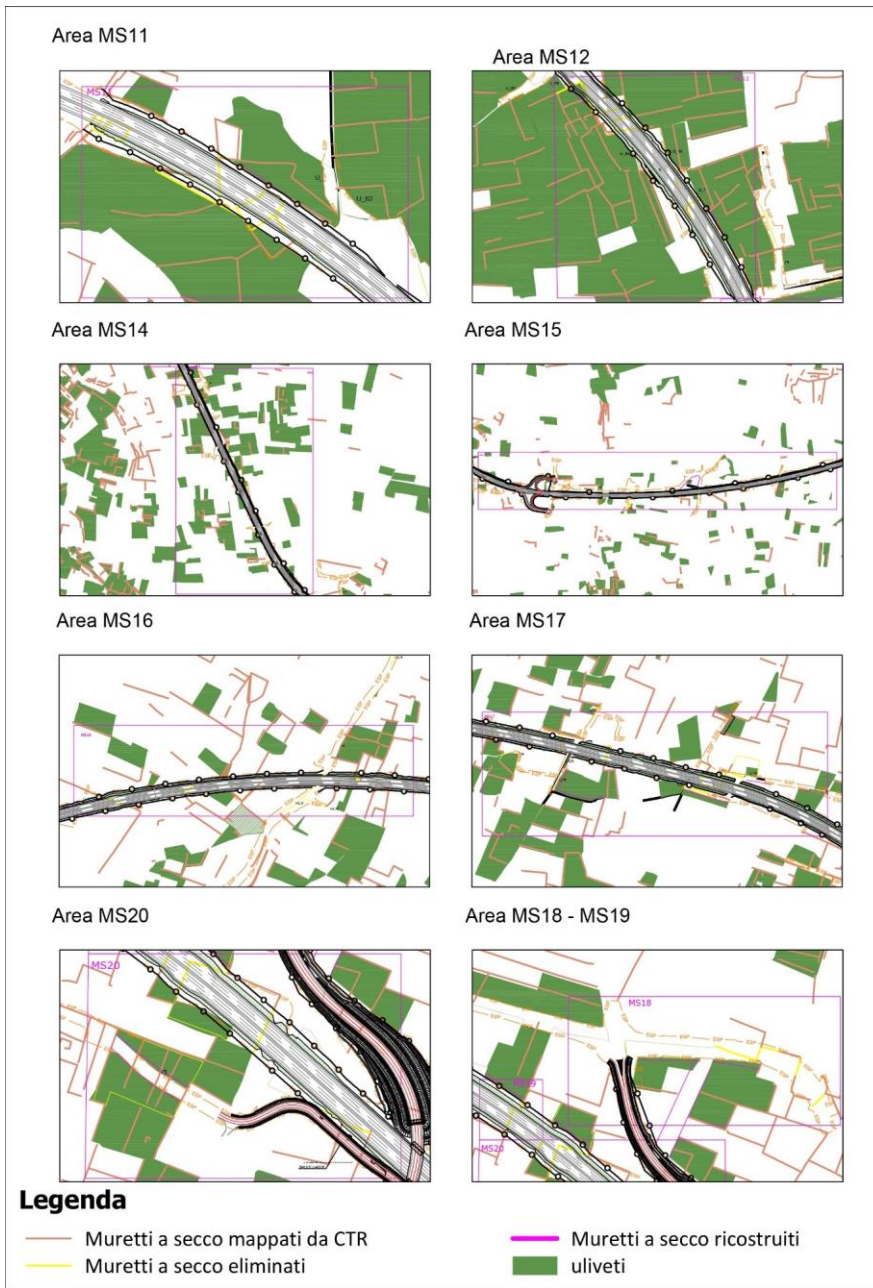 Area MS11
Area MS12
MS11
Area MS14
Area MS15
Area MS16
Area MS17
Area MS20
Area MS18 - MS19
MS20
MS18
MS19
MS20
Legenda
Muretti a secco mappati da CTR
Muretti a secco ricostruiti
Muretti a secco eliminati
uliveti